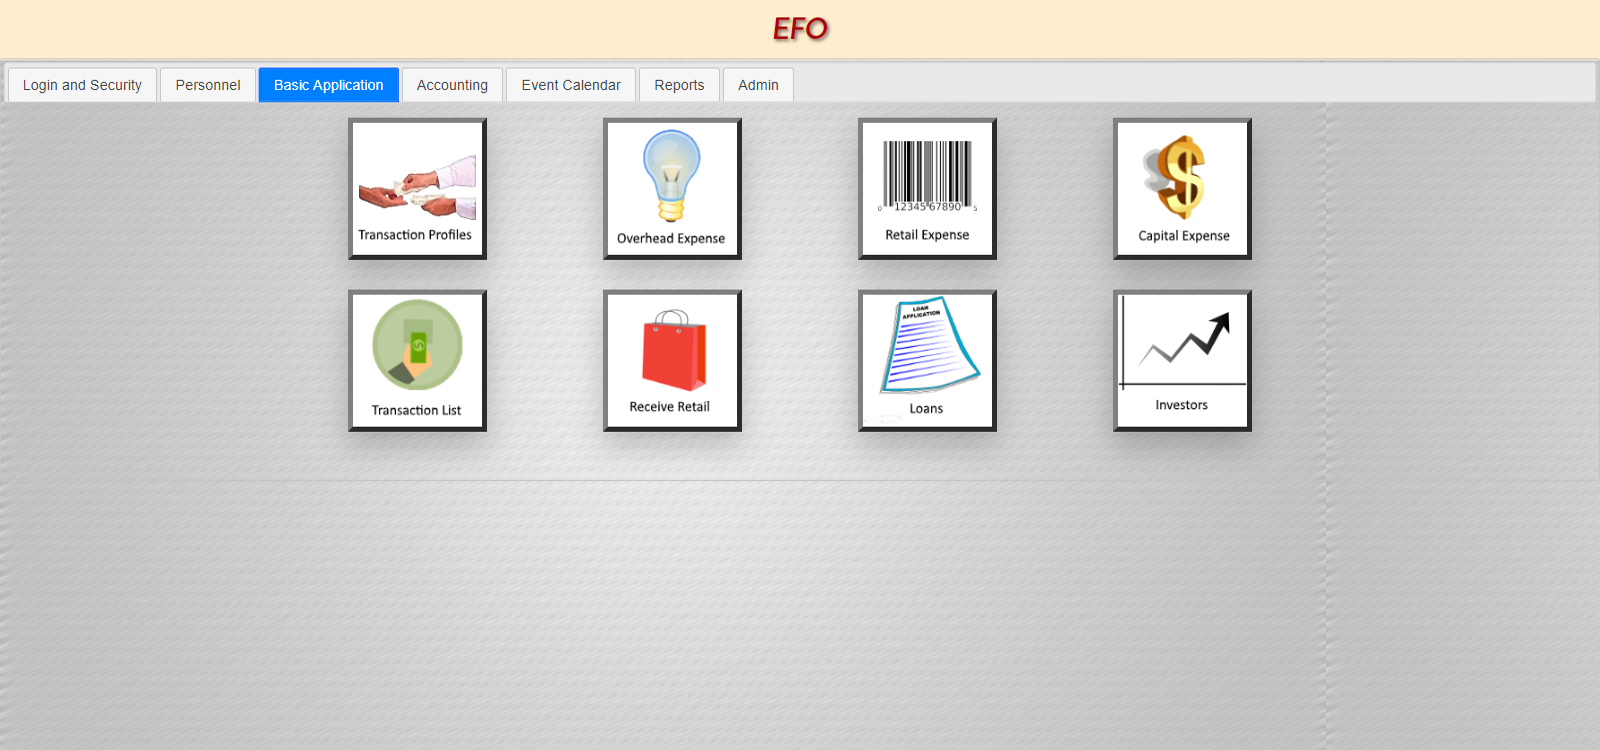 EFO
Login and Security
Personnel
Basic Application
Accounting
Event Calendar
Reports
Admin
Transaction Profiles
Overhead Expense
0 12345 67890 5
Retail Expense
Capital Expense
Transaction List
Receive Retail
LOAN
APPLICATION
Loans
Investors